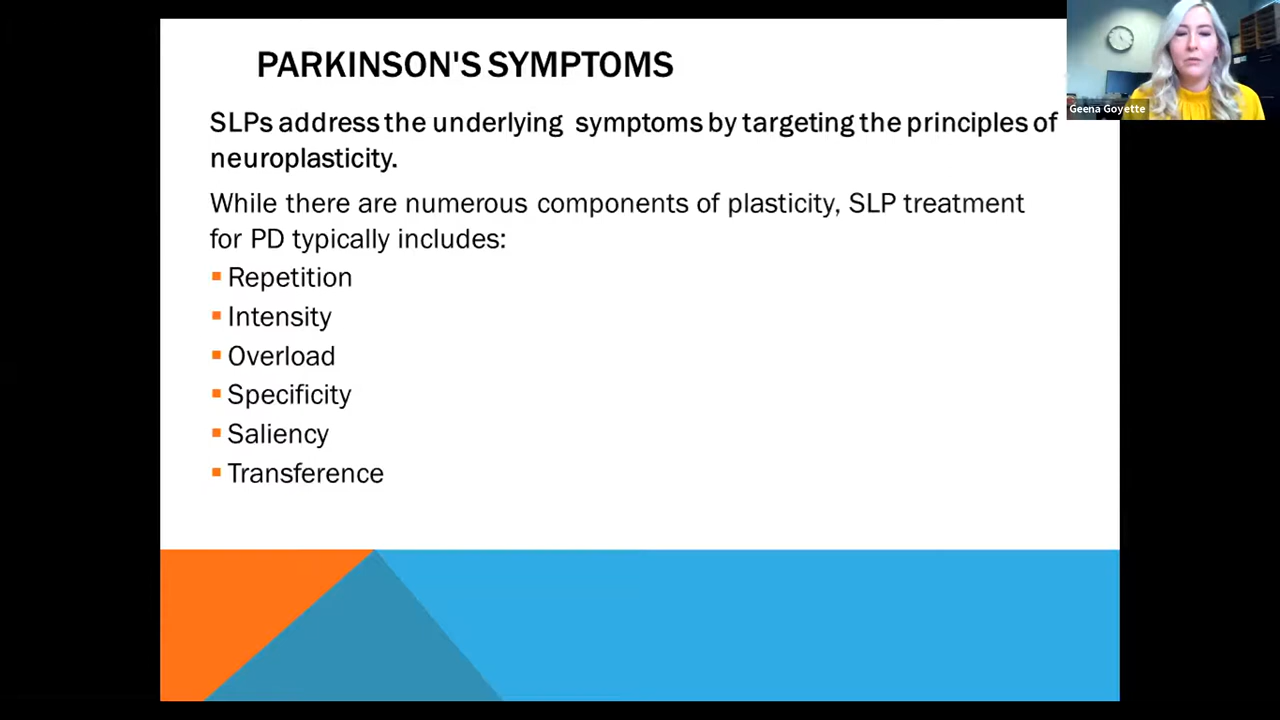 PARKINSON'S SYMPTOMS
Geena Goyette
SLPs address the underlying symptoms by targeting the principles of
neuroplasticity.
While there are numerous components of plasticity, SLP treatment
for PD typically includes:
Repetition
Intensity
Overload
Specificity
Saliency
Transference